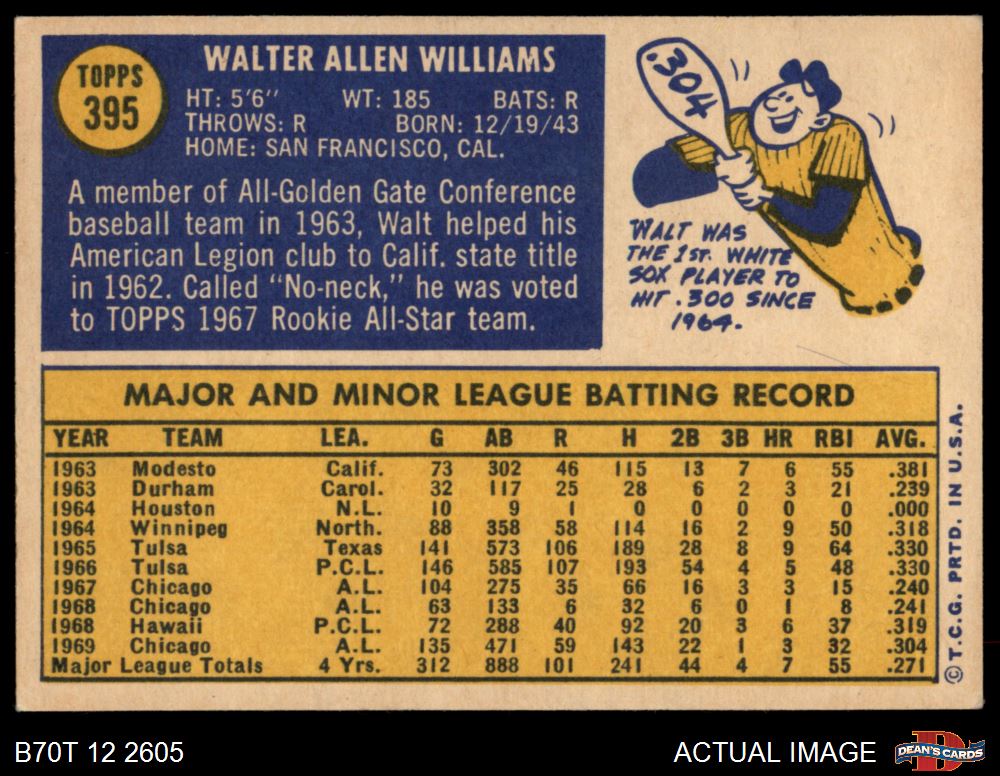 TOPPS
395
WALTER ALLEN WILLIAMS
HT: 5'6" WT: 185 BATS: R
THROWS: R BORN: 12/19/43
HOME: SAN FRANCISCO, CAL.
A member of All-Golden Gate Conference
baseball team in 1963, Walt helped his
American Legion club to Calif. state title
in 1962. Called "No-neck," he was voted
to TOPPS 1967 Rookie All-Star team.
.304
WALT WAS
THE 1ST. WHITE
SOX PLAYER TO
HIT .300 SINCE
1964.
MAJOR AND MINOR LEAGUE BATTING RECORD
YEAR TEAM LEA. G AB R H 2B 3B HR RBI AVG.
1963 Modesto Calif. 73 302 46 115 13 7 6 55 .381
1963 Durham Carol. 32 117 25 28 6 2 3 21 .239
1964 Houston N.L. 10 9 1 0 0 0 0 0 .000
1964 Winnipeg North. 88 358 58 114 16 2 9 50 .318
1965 Tulsa Texas 141 573 106 189 28 8 9 64 .330
1966 Tulsa P.C.L. 146 585 107 193 54 4 5 48 .330
1967 Chicago A.L. 104 275 35 66 16 3 3 15 .240
1968 Chicago A.L. 63 133 6 32 6 0 1 8 .241
1968 Hawaii P.C.L. 72 288 40 92 20 3 6 37 .319
1969 Chicago A.L. 135 471 59 143 22 1 3 32 .304
Major League Totals 4 Yrs. 312 888 101 241 44 4 7 55 .271
© T.C.G. PRTD. IN U.S.A.
B70T 12 2605
ACTUAL IMAGE
DEAN'S CARDS